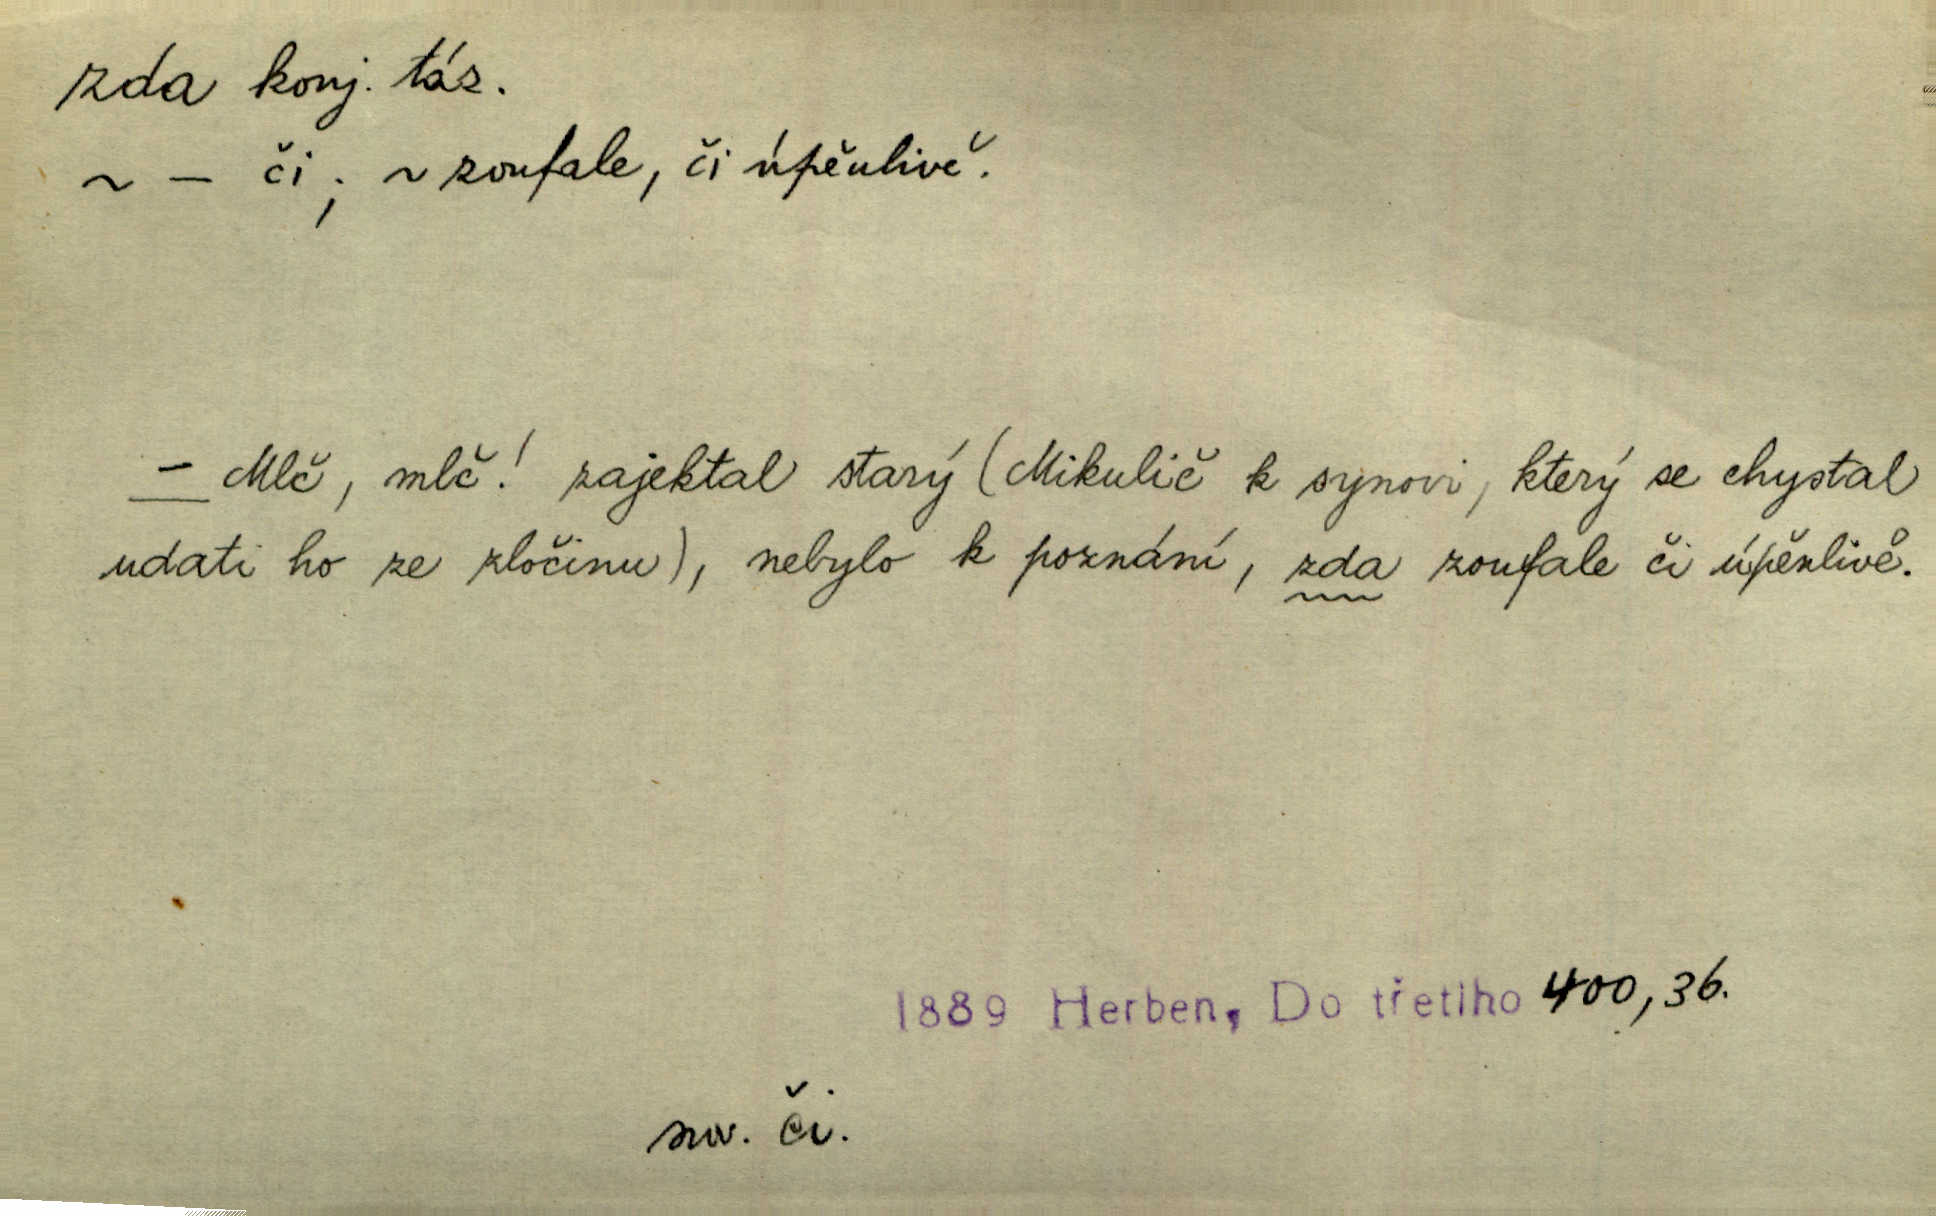 zda konj. táz.
~ – či; ~ zoufale, či úpěnlivě.
– Mlč, mlč! zajektal starý (Mikulič k synovi, který se chystal
udati ho ze zločinu), nebylo k poznání, zda zoufale či úpěnlivě.
1889 Herben, Do třetího 400,36.
sw. či.